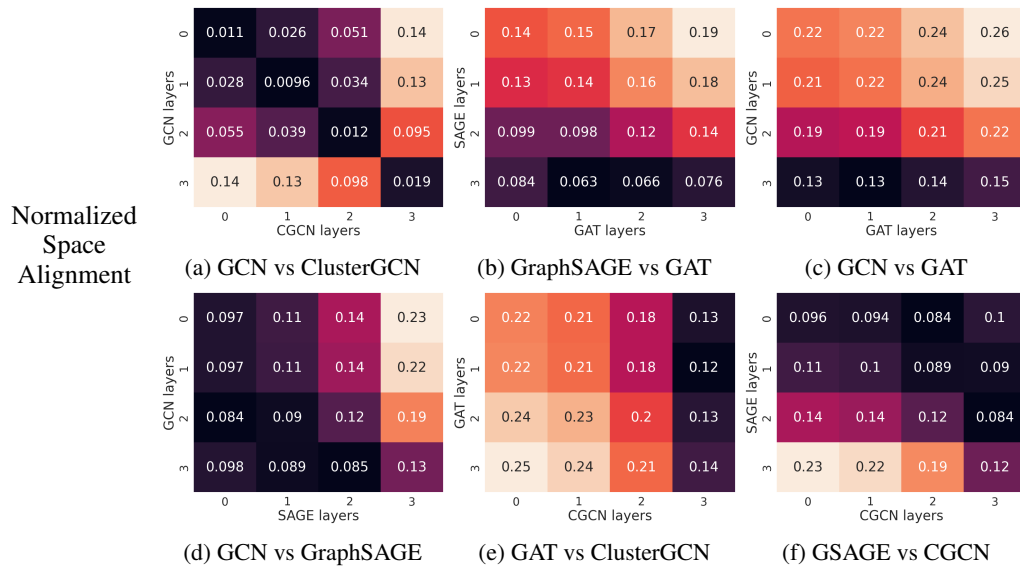 Normalized
Space
Alignment
GCN layers
0 0.011 0.026 0.051 0.14
1 0.028 0.0096 0.034 0.13
2 0.055 0.039 0.012 0.095
3 0.14 0.13 0.098 0.019
0 1 2 3
CGCN layers
(a) GCN vs ClusterGCN
SAGE layers
0 0.14 0.15 0.17 0.19
1 0.13 0.14 0.16 0.18
2 0.099 0.098 0.12 0.14
3 0.084 0.063 0.066 0.076
0 1 2 3
GAT layers
(b) GraphSAGE vs GAT
GCN layers
0 0.22 0.22 0.24 0.26
1 0.21 0.22 0.24 0.25
2 0.19 0.19 0.21 0.22
3 0.13 0.13 0.14 0.15
0 1 2 3
GAT layers
(c) GCN vs GAT
GCN layers
0 0.097 0.11 0.14 0.23
1 0.097 0.11 0.14 0.22
2 0.084 0.09 0.12 0.19
3 0.098 0.089 0.085 0.13
0 1 2 3
SAGE layers
(d) GCN vs GraphSAGE
GAT layers
0 0.22 0.21 0.18 0.13
1 0.22 0.21 0.18 0.12
2 0.24 0.23 0.2 0.13
3 0.25 0.24 0.21 0.14
0 1 2 3
CGCN layers
(e) GAT vs ClusterGCN
SAGE layers
0 0.096 0.094 0.084 0.1
1 0.11 0.1 0.089 0.09
2 0.14 0.14 0.12 0.084
3 0.23 0.22 0.19 0.12
0 1 2 3
CGCN layers
(f) GSAGE vs CGCN